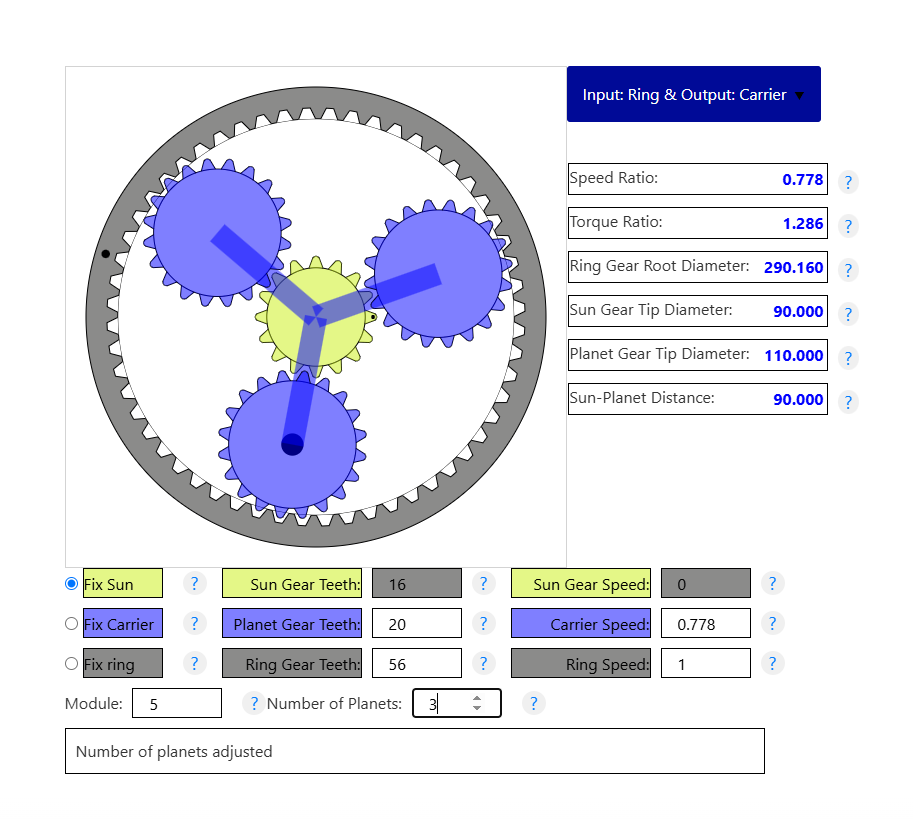 Input: Ring & Output: Carrier
Speed Ratio: 0.778 ?
Torque Ratio: 1.286 ?
Ring Gear Root Diameter: 290.160 ?
Sun Gear Tip Diameter: 90.000 ?
Planet Gear Tip Diameter: 110.000 ?
Sun-Planet Distance: 90.000 ?
Fix Sun ? Sun Gear Teeth: 16 ? Sun Gear Speed: 0 ?
Fix Carrier ? Planet Gear Teeth: 20 ? Carrier Speed: 0.778 ?
Fix ring ? Ring Gear Teeth: 56 ? Ring Speed: 1 ?
Module: 5 ? Number of Planets: 3 ?
Number of planets adjusted